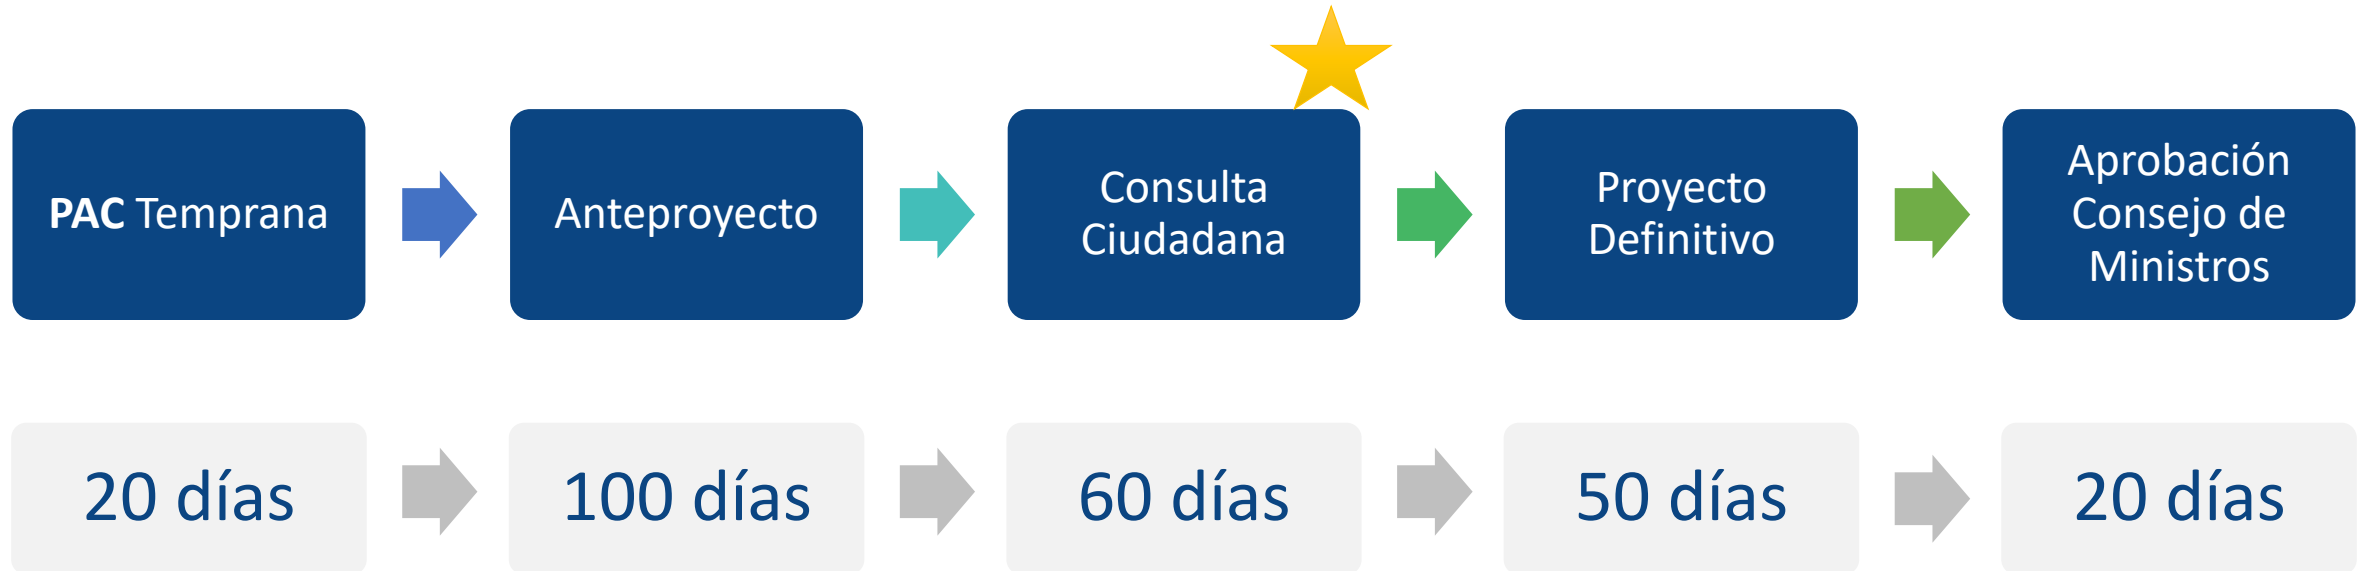 PAC Temprana
Anteproyecto
Consulta
Ciudadana
Proyecto
Definitivo
Aprobación
Consejo de
Ministros
20 días
100 días
60 días
50 días
20 días